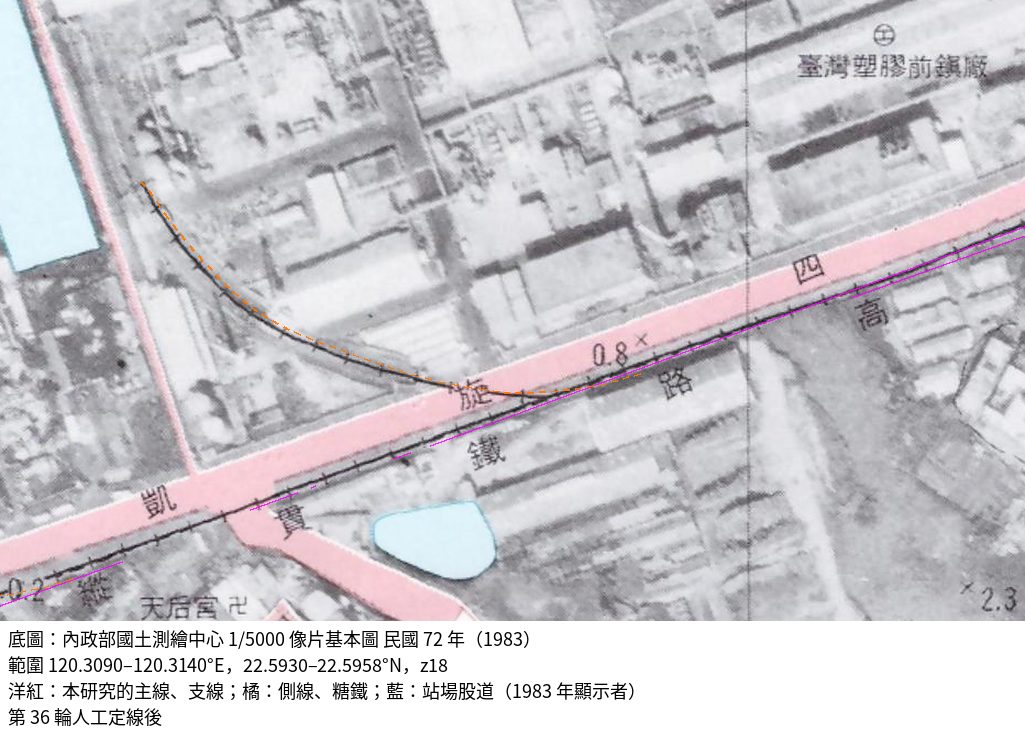 ㊣
臺灣塑膠前鎮廠
四
高
0.8
路
旋
鐵
凱
貫
0.2
縱
天后宮 卍
2.3
底圖：內政部國土測繪中心 1/5000 像片基本圖 民國 72 年（1983）
範圍 120.3090–120.3140°E，22.5930–22.5958°N，z18
洋紅：本研究的主線、支線；橘：側線、糖鐵；藍：站場股道（1983 年顯示者）
第 36 輪人工定線後